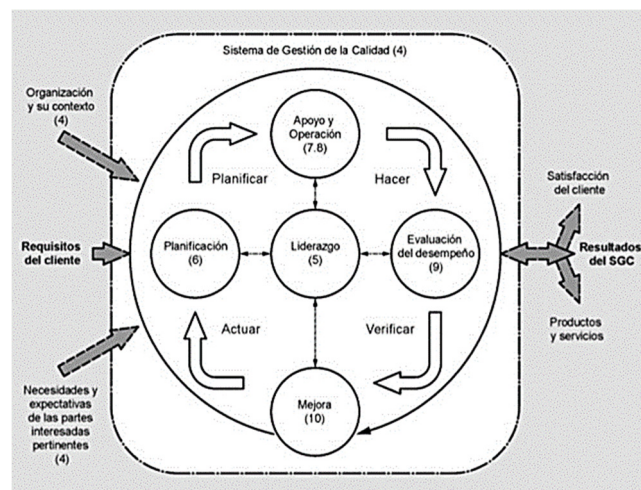 Sistema de Gestión de la Calidad (4)
Organización
y su contexto
(4)
Apoyo y
Operación
(7.8)
Planificar
Hacer
Satisfacción
del cliente
Requisitos
del cliente
Planificación
(6)
Liderazgo
(5)
Evaluación
del desempeño
(9)
Resultados
del SGC
Actuar
Verificar
Productos
y servicios
Necesidades y
expectativas
de las partes
interesadas
pertinentes
(4)
Mejora
(10)